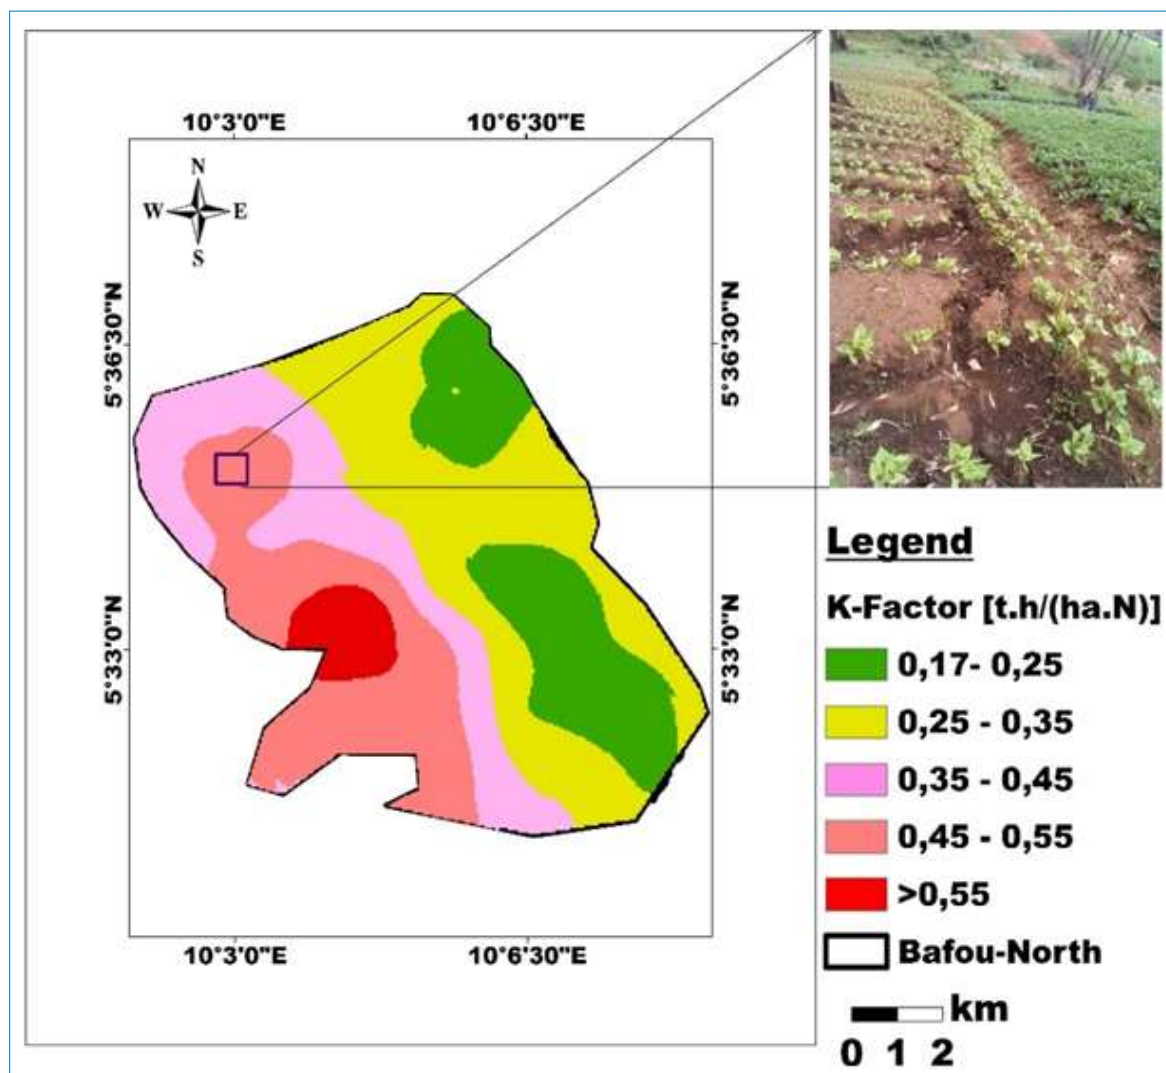 10°3'0"E 10°6'30"E
N
W E
S
5°36'30"N 5°36'30"N
5°33'0"N 5°33'0"N
10°3'0"E 10°6'30"E
Legend
K-Factor [t.h/(ha.N)]
0,17- 0,25
0,25 - 0,35
0,35 - 0,45
0,45 - 0,55
>0,55
Bafou-North
km
0 1 2